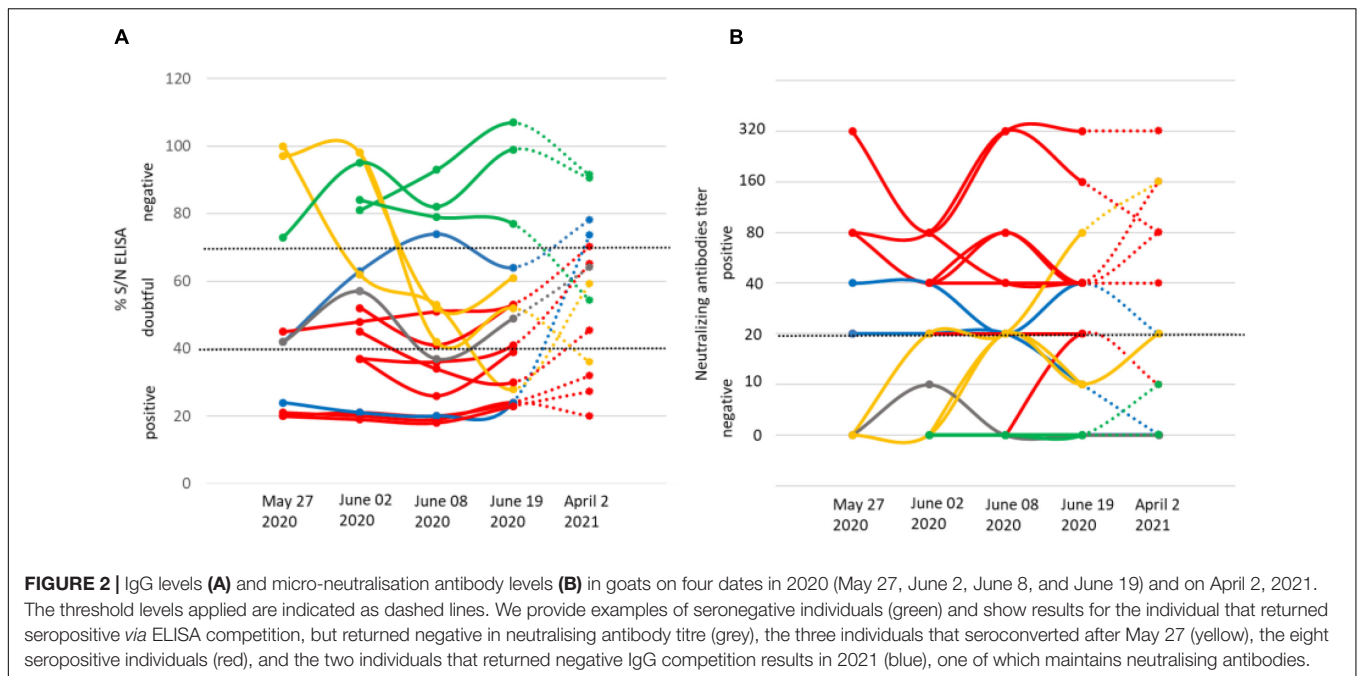 A
B
120
100
80
60
40
20
0
% S/N ELISA
negative
doubtful
positive
May 27
2020
June 02
2020
June 08
2020
June 19
2020
April 2
2021
320
160
80
40
20
10
0
Neutralizing antibodies titer
positive
negative
May 27
2020
June 02
2020
June 08
2020
June 19
2020
April 2
2021
FIGURE 2 | IgG levels (A) and micro-neutralisation antibody levels (B) in goats on four dates in 2020 (May 27, June 2, June 8, and June 19) and on April 2, 2021.
The threshold levels applied are indicated as dashed lines. We provide examples of seronegative individuals (green) and show results for the individual that returned
seropositive via ELISA competition, but returned negative in neutralising antibody titre (grey), the three individuals that seroconverted after May 27 (yellow), the eight
seropositive individuals (red), and the two individuals that returned negative IgG competition results in 2021 (blue), one of which maintains neutralising antibodies.